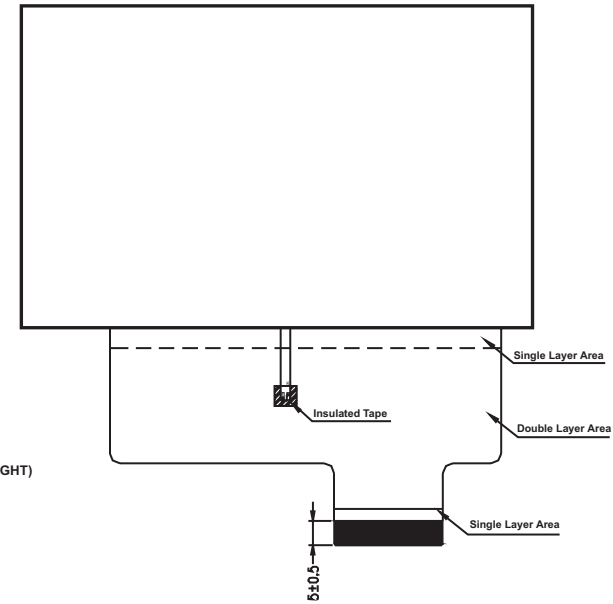 Single Layer Area
Insulated Tape
Double Layer Area
GHT)
Single Layer Area
5±0.5